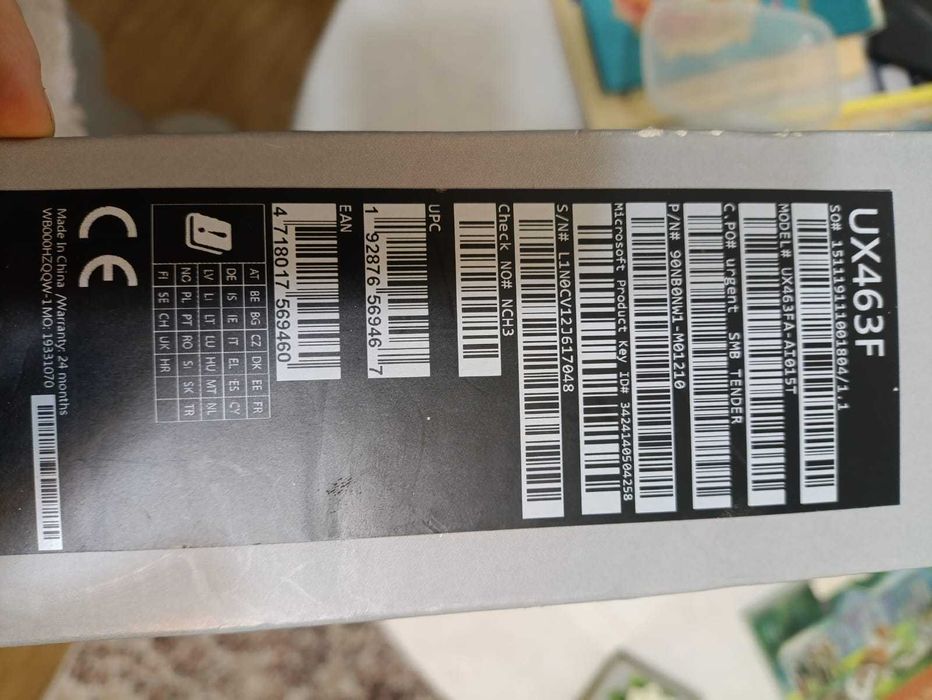 UX463F
SO# 1511191110018​04/1.1
MODEL# UX463FA-AI015T
C.PO# urgent SMB TENDER
P/N# 90NB0NW1-M01210
Microsoft Product Key ID# 3424140504258
S/N# L1N0CV12J617048
Check NO# NCH3
UPC
1 92876 56946 7
EAN
4 718017 569460
AT BE BG CZ DK EE FR
DE IS IE IT EL ES CY
LV LI LT LU HU MT NL
NO PL PT RO SI SK TR
FI SE CH UK HR
CE
Made In China /Warranty: 24 months
WB000HZQQW-1MO: 19331070